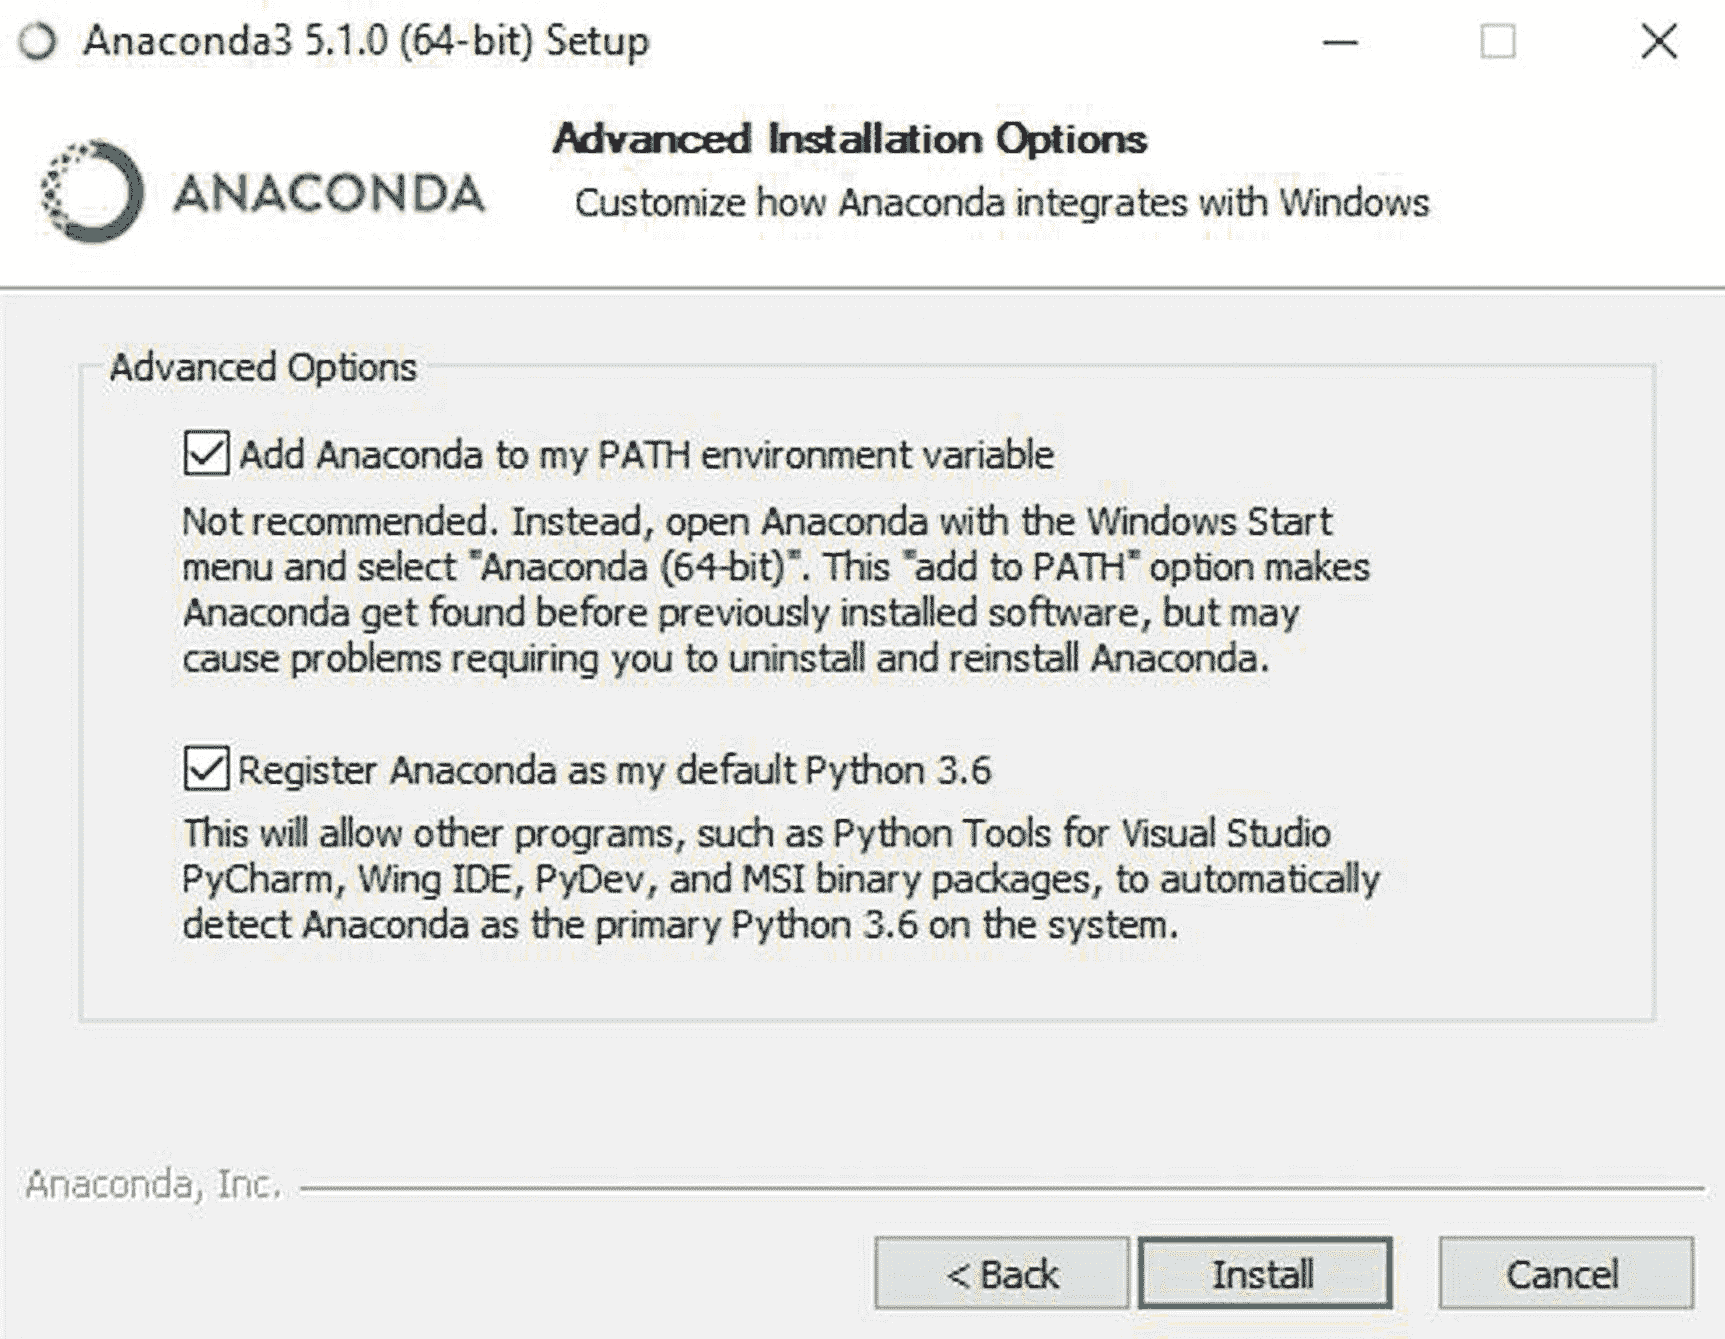 Anaconda3 5.1.0 (64-bit) Setup
ANACONDA
Advanced Installation Options
Customize how Anaconda integrates with Windows
Advanced Options
Add Anaconda to my PATH environment variable
Not recommended. Instead, open Anaconda with the Windows Start
menu and select "Anaconda (64-bit)". This "add to PATH" option makes
Anaconda get found before previously installed software, but may
cause problems requiring you to uninstall and reinstall Anaconda.
Register Anaconda as my default Python 3.6
This will allow other programs, such as Python Tools for Visual Studio
PyCharm, Wing IDE, PyDev, and MSI binary packages, to automatically
detect Anaconda as the primary Python 3.6 on the system.
Anaconda, Inc.
< Back
Install
Cancel